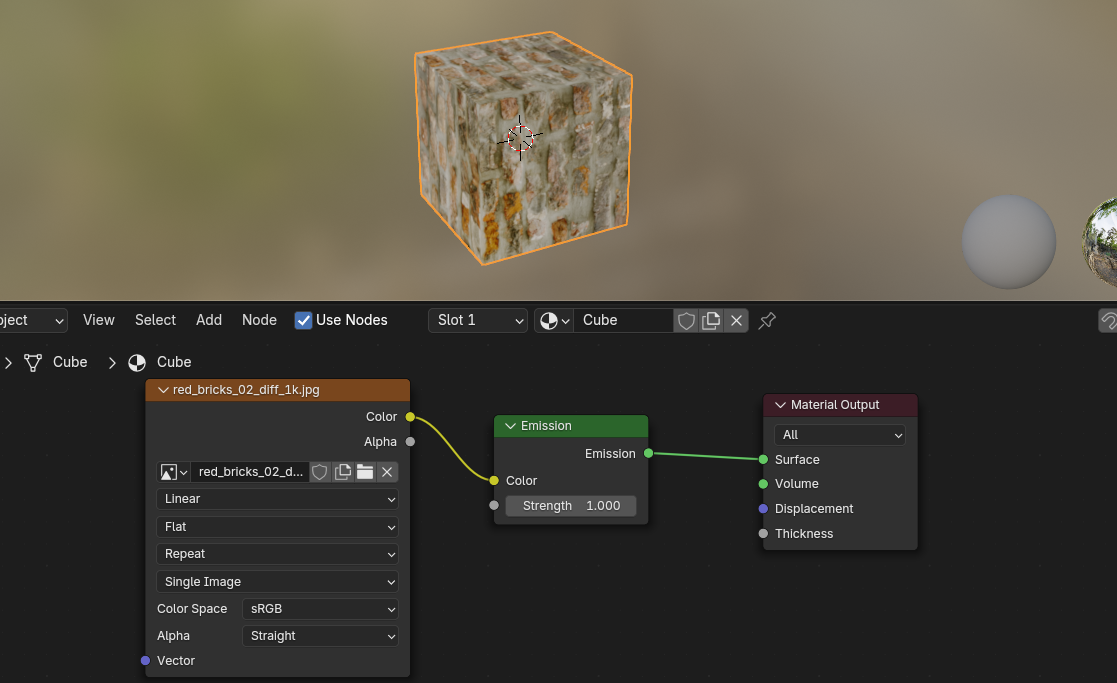 ject
View
Select
Add
Node
Use Nodes
Slot 1
Cube
Cube
Cube
red_bricks_02_diff_1k.jpg
Color
Alpha
red_bricks_02_d...
Linear
Flat
Repeat
Single Image
Color Space
sRGB
Alpha
Straight
Vector
Emission
Emission
Color
Strength 1.000
Material Output
All
Surface
Volume
Displacement
Thickness